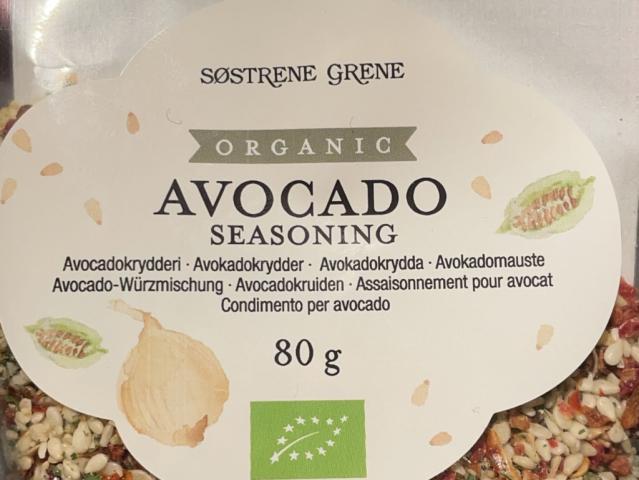 SØSTRENE GRENE
ORGANIC
AVOCADO
SEASONING
Avocadokrydderi · Avokadokrydder · Avokadokrydda · Avokadomauste
Avocado-Würzmischung · Avocadokruiden · Assaisonnement pour avocat
Condimento per avocado
80 g